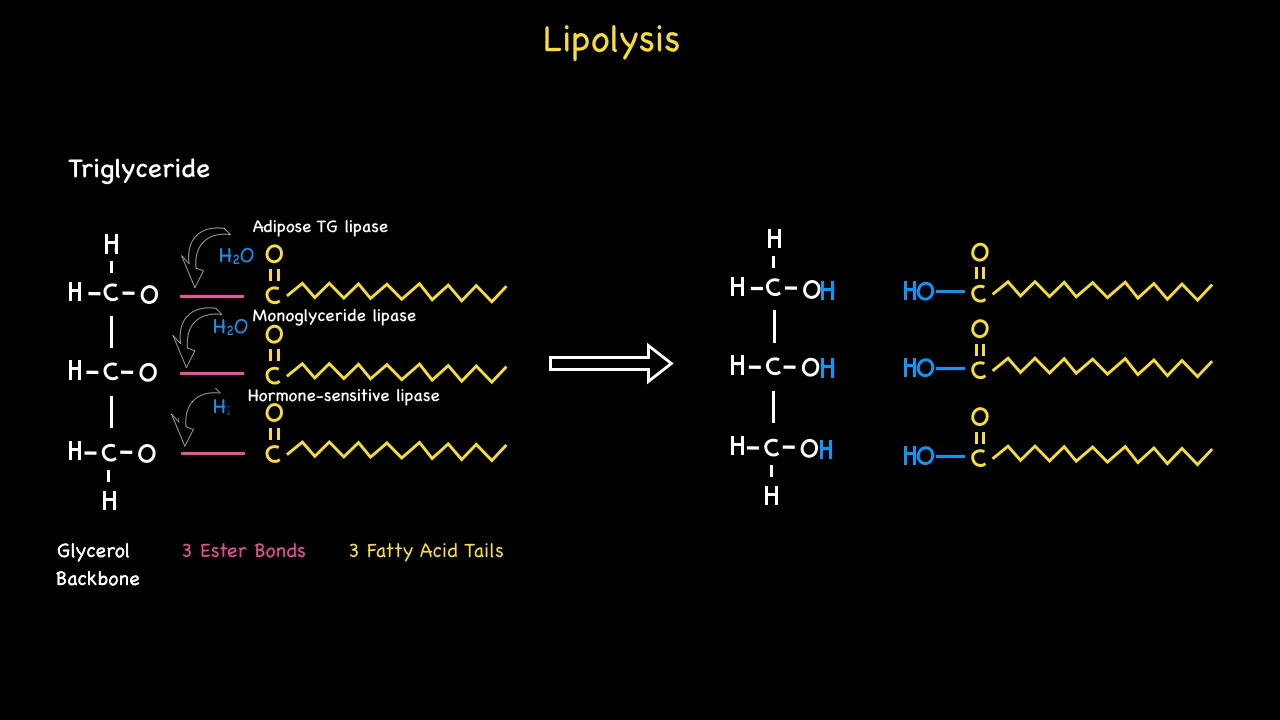 Lipolysis
Triglyceride
Adipose TG lipase
H H₂O O
H C O C
Monoglyceride lipase
H₂O O
H C O C
Hormone-sensitive lipase
H O
H C O C
H
H O
H C OH HO C
O
H C OH HO C
O
H C OH HO C
H
Glycerol Backbone
3 Ester Bonds
3 Fatty Acid Tails